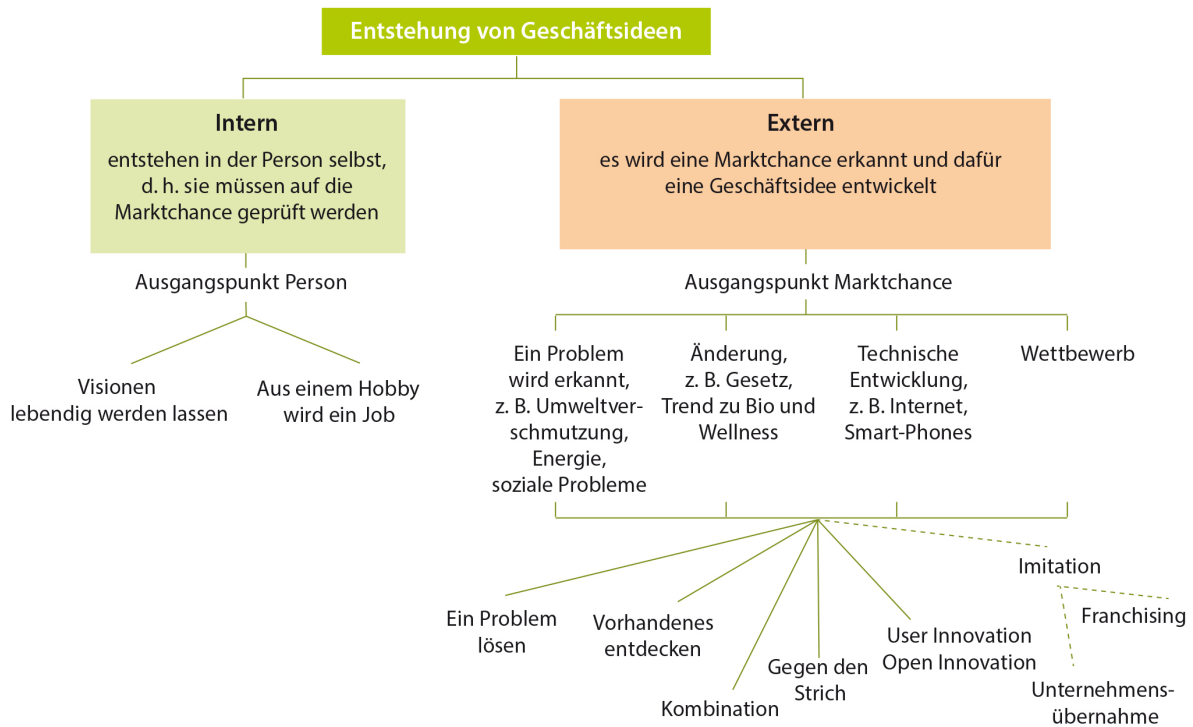 Entstehung von Geschäftsideen
Intern
entstehen in der Person selbst,
d. h. sie müssen auf die
Marktchance geprüft werden
Extern
es wird eine Marktchance erkannt und dafür
eine Geschäftsidee entwickelt
Ausgangspunkt Person
Ausgangspunkt Marktchance
Visionen
lebendig werden lassen
Aus einem Hobby
wird ein Job
Ein Problem
wird erkannt,
z. B. Umweltver-
schmutzung,
Energie,
soziale Probleme
Änderung,
z. B. Gesetz,
Trend zu Bio und
Wellness
Technische
Entwicklung,
z. B. Internet,
Smart-Phones
Wettbewerb
Ein Problem
lösen
Vorhandenes
entdecken
Kombination
Gegen den
Strich
User Innovation
Open Innovation
Imitation
Franchising
Unternehmens-
übernahme